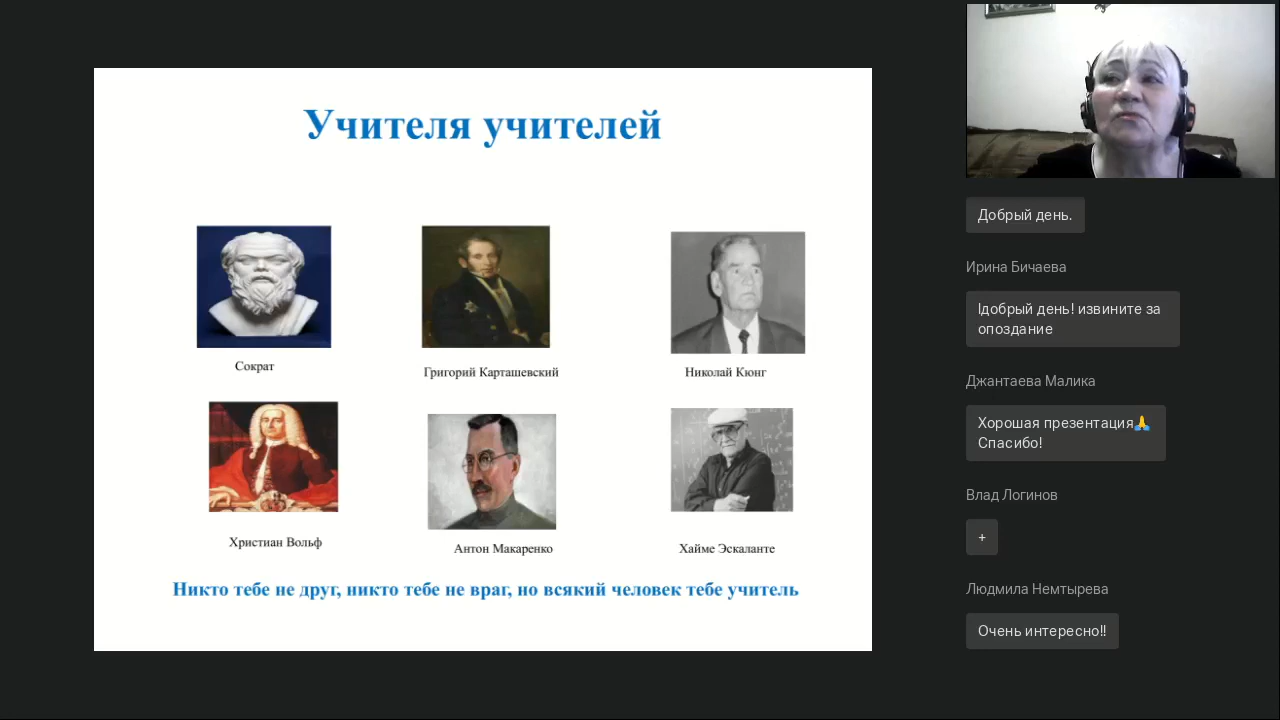 Учителя учителей
Сократ
Григорий Карташевский
Николай Кюнг
Христиан Вольф
Антон Макаренко
Хайме Эскаланте
Никто тебе не друг, никто тебе не враг, но всякий человек тебе учитель
Добрый день.
Ирина Бичаева
!добрый день! извините за
опоздание
Джантаева Малика
Хорошая презентация🙏
Спасибо!
Влад Логинов
+
Людмила Немтырева
Очень интересно!!